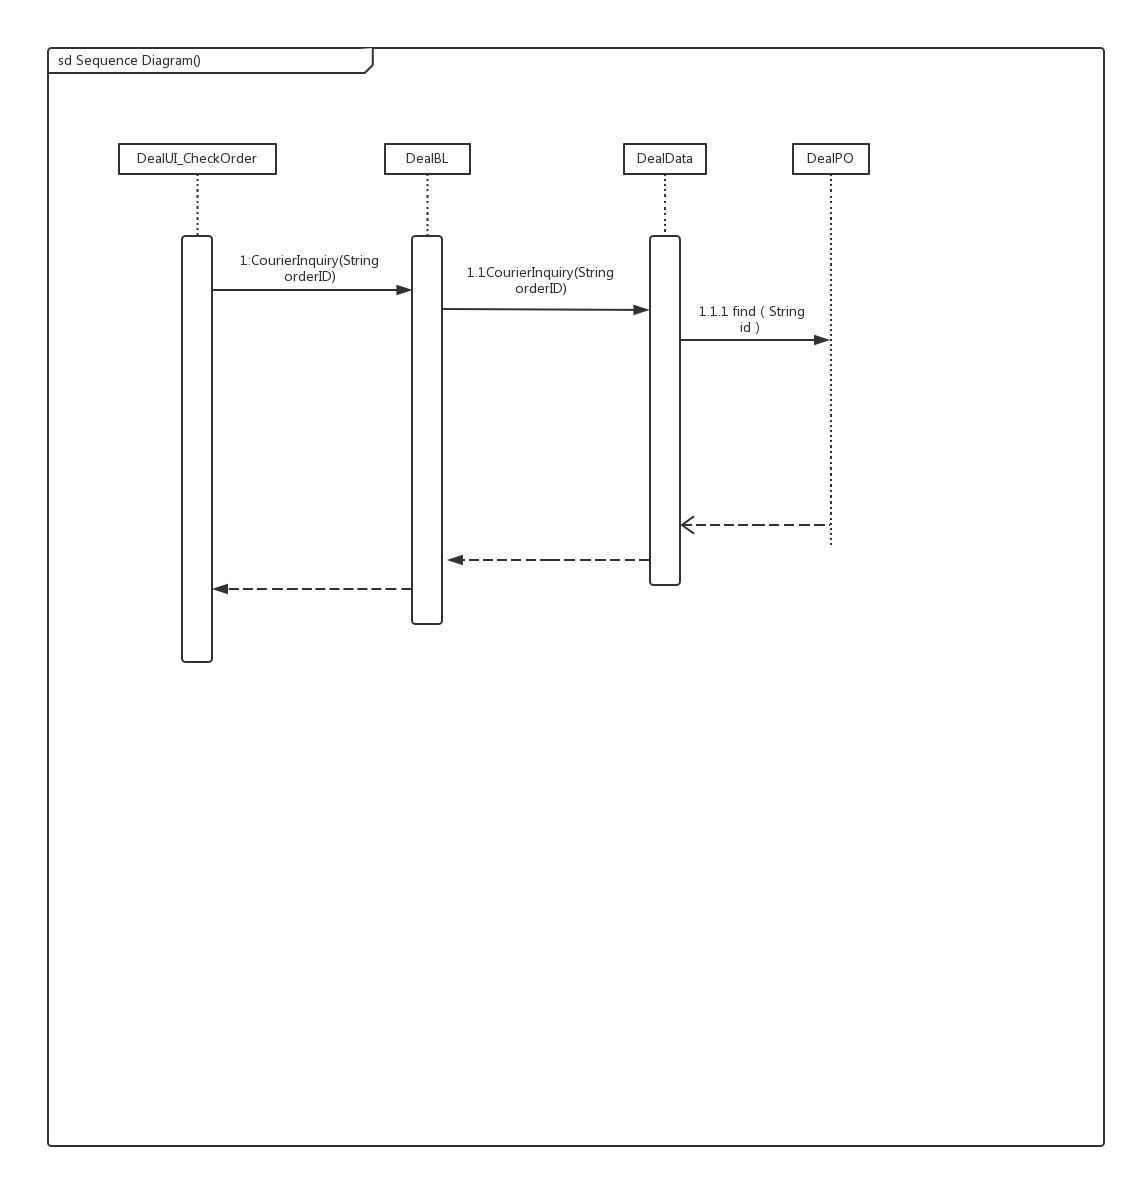 sd Sequence Diagram()
DealUI_CheckOrder
DealBL
DealData
DealPO
1:CourierInquiry(String
orderID)
1.1CourierInquiry(String
orderID)
1.1.1 find ( String
id )